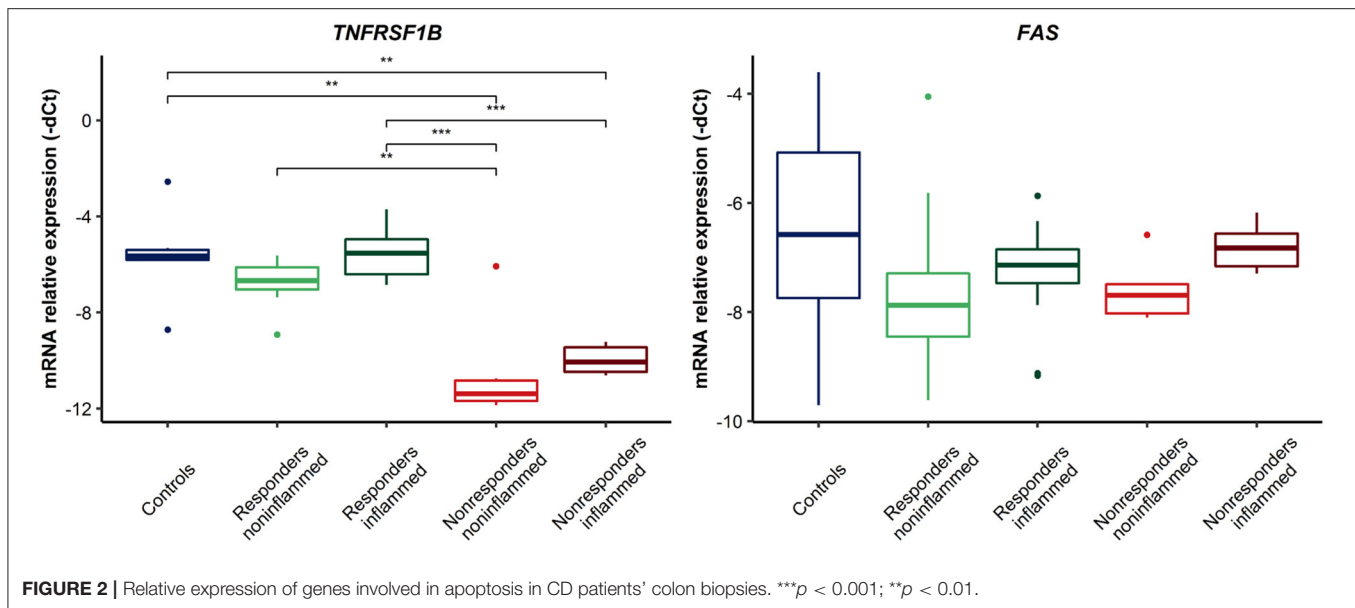 TNFRSF1B
FAS
mRNA relative expression (-dCt)
0
-4
-8
-12
**
**
***
***
**
Controls
Responders
noninflammed
Responders
inflammed
Nonresponders
noninflammed
Nonresponders
inflammed
mRNA relative expression (-dCt)
-4
-6
-8
-10
Controls
Responders
noninflammed
Responders
inflammed
Nonresponders
noninflammed
Nonresponders
inflammed
FIGURE 2 | Relative expression of genes involved in apoptosis in CD patients' colon biopsies. ***p < 0.001; **p < 0.01.